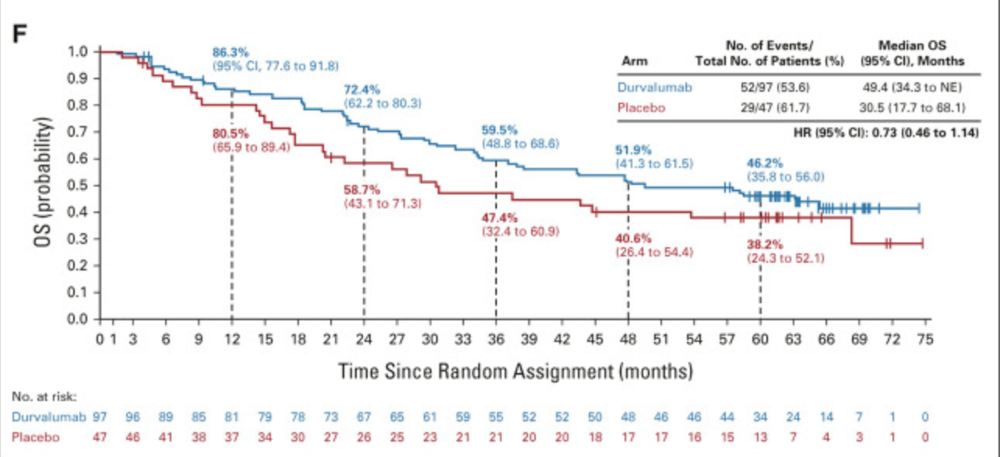 F
No. of Events/ Median OS
Arm Total No. of Patients (%) (95% CI), Months
Durvalumab 52/97 (53.6) 49.4 (34.3 to NE)
Placebo 29/47 (61.7) 30.5 (17.7 to 68.1)
HR (95% CI): 0.73 (0.46 to 1.14)
OS (probability)
1.0
0.9
0.8
0.7
0.6
0.5
0.4
0.3
0.2
0.1
0.0
86.3%
(95% CI, 77.6 to 91.8)
72.4%
(62.2 to 80.3)
59.5%
(48.8 to 68.6)
51.9%
(41.3 to 61.5)
46.2%
(35.8 to 56.0)
80.5%
(65.9 to 89.4)
58.7%
(43.1 to 71.3)
47.4%
(32.4 to 60.9)
40.6%
(26.4 to 54.4)
38.2%
(24.3 to 52.1)
0 1 3 6 9 12 15 18 21 24 27 30 33 36 39 42 45 48 51 54 57 60 63 66 69 72 75
Time Since Random Assignment (months)
No. at risk:
Durvalumab 97 96 89 85 81 79 78 73 67 65 61 59 55 52 52 50 48 46 46 44 34 24 14 7 1 0
Placebo 47 46 41 38 37 34 30 27 26 25 23 21 21 20 20 18 17 17 16 15 13 7 4 3 1 0